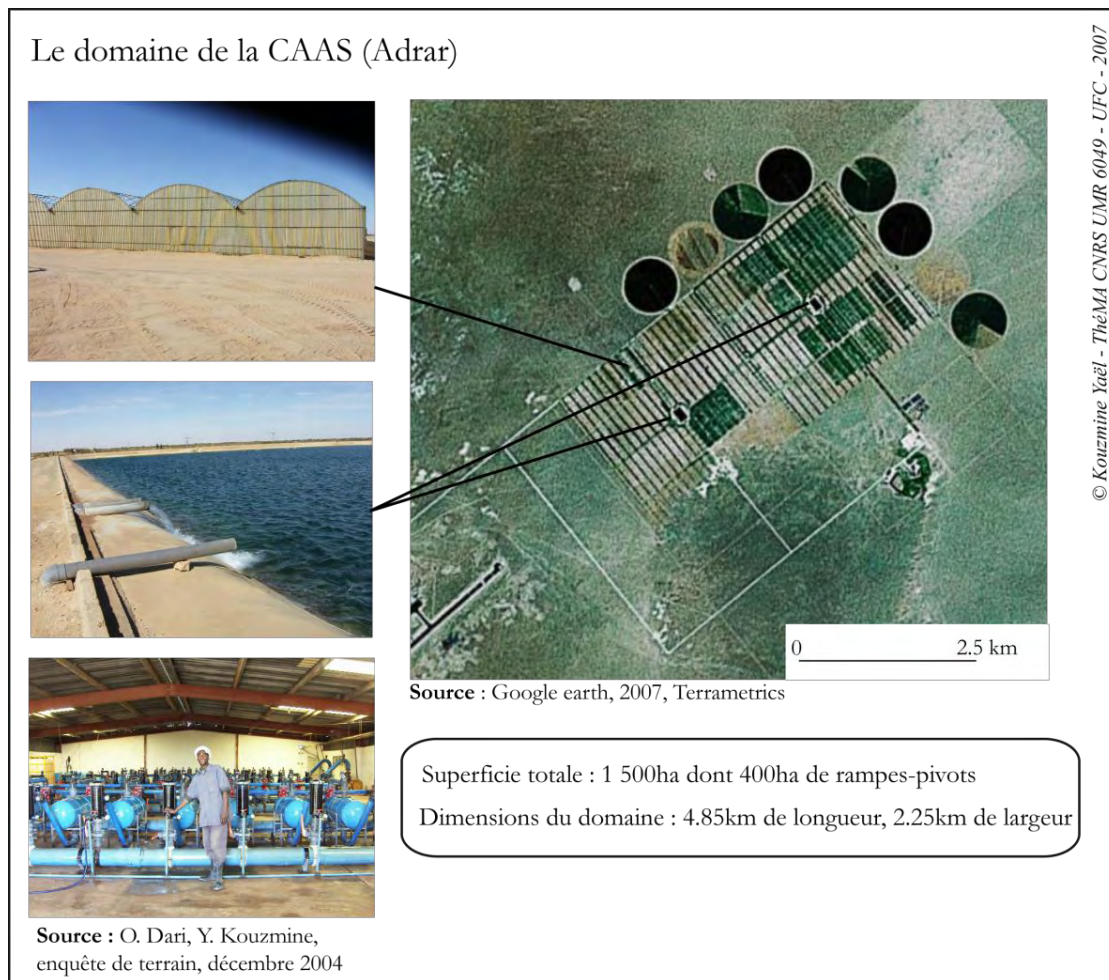 Le domaine de la CAAS (Adrar)
© Kouzmine Yaël - ThéMA CNRS UMR 6049 - UFC - 2007
0 2.5 km
Source : Google earth, 2007, Terrametrics
Superficie totale : 1 500ha dont 400ha de rampes-pivots
Dimensions du domaine : 4.85km de longueur, 2.25km de largeur
Source : O. Dari, Y. Kouzmine,
enquête de terrain, décembre 2004